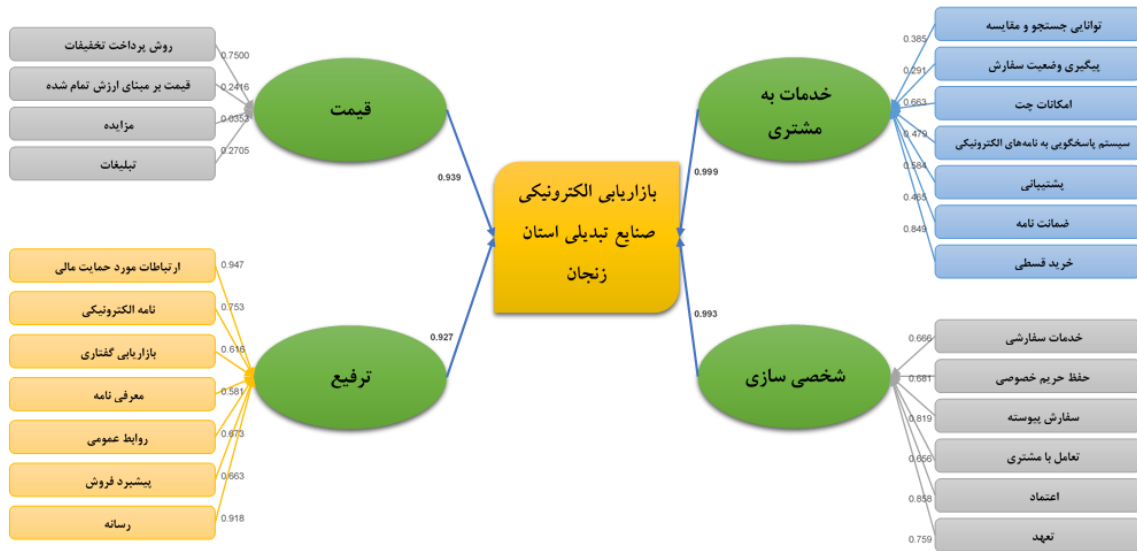 توانایی جستجو و مقایسه
پیگیری وضعیت سفارش
امکانات چت
سیستم پاسخگویی به نامه‌های الکترونیکی
پشتیبانی
ضمانت نامه
خرید قسطی
0.385
0.291
0.663
0.479
0.584
0.465
0.849
خدمات به
مشتری
0.999
قیمت
0.939
روش پرداخت تخفیفات
قیمت بر مبنای ارزش تمام شده
مزایده
تبلیغات
0.7500
0.2416
0.0353
0.2705
بازاریابی الکترونیکی
صنایع تبدیلی استان
زنجان
خدمات سفارشی
حفظ حریم خصوصی
سفارش پیوسته
تعامل با مشتری
اعتماد
تعهد
0.666
0.681
0.819
0.656
0.858
0.759
شخصی سازی
0.993
ترفیع
0.927
ارتباطات مورد حمایت مالی
نامه الکترونیکی
بازاریابی گفتاری
معرفی نامه
روابط عمومی
پیشبرد فروش
رسانه
0.947
0.753
0.616
0.581
0.673
0.663
0.918